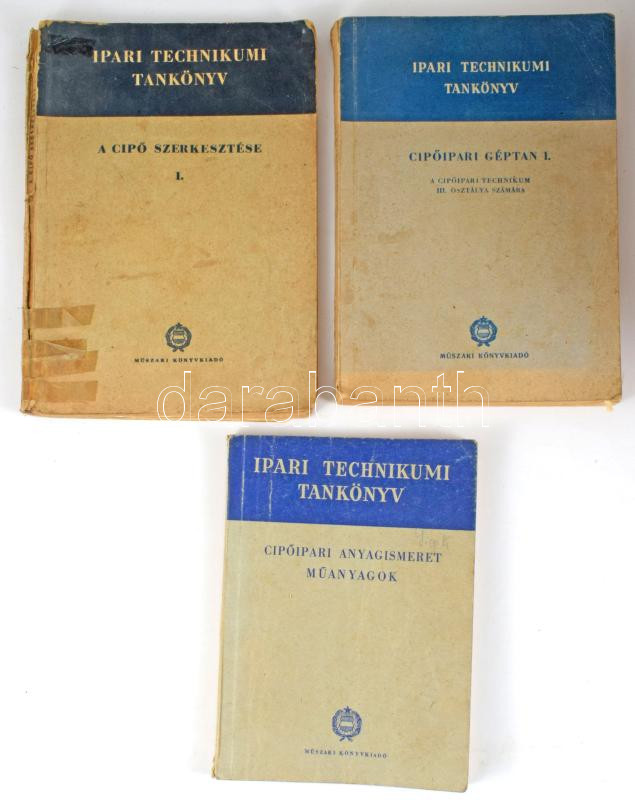 IPARI TECHNIKUMI
TANKÖNYV
A CIPŐ SZERKESZTÉSE
I.
MŰSZAKI KÖNYVKIADÓ
IPARI TECHNIKUMI
TANKÖNYV
CIPŐIPARI GÉPTAN I.
A CIPŐIPARI TECHNIKUM
III. OSZTÁLYA SZÁMÁRA
MŰSZAKI KÖNYVKIADÓ
darabanth
IPARI TECHNIKUMI
TANKÖNYV
CIPŐIPARI ANYAGISMERET
MŰANYAGOK
MŰSZAKI KÖNYVKIADÓ